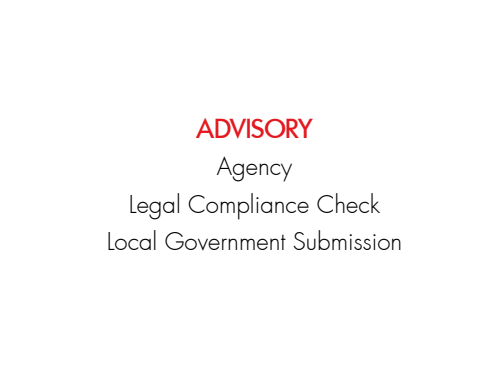 ADVISORY
Agency
Legal Compliance Check
Local Government Submission